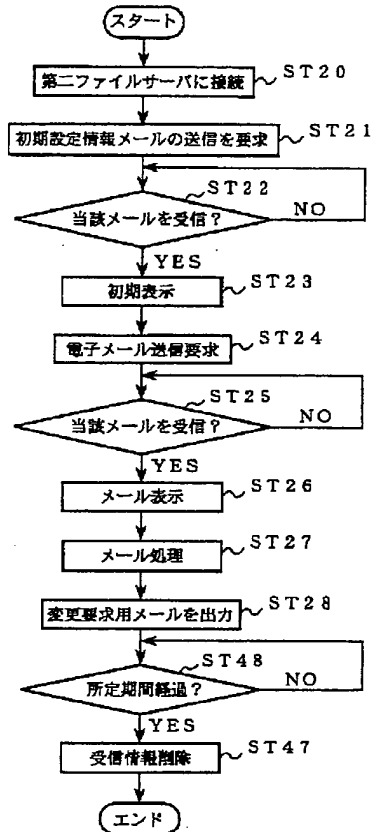 スタート
第二ファイルサーバに接続 ST20
初期設定情報メールの送信を要求 ST21
ST22
当該メールを受信? NO
YES
初期表示 ST23
電子メール送信要求 ST24
ST25
当該メールを受信? NO
YES
メール表示 ST26
メール処理 ST27
変更要求用メールを出力 ST28
ST48
所定期間経過? NO
YES
受信情報削除 ST47
エンド